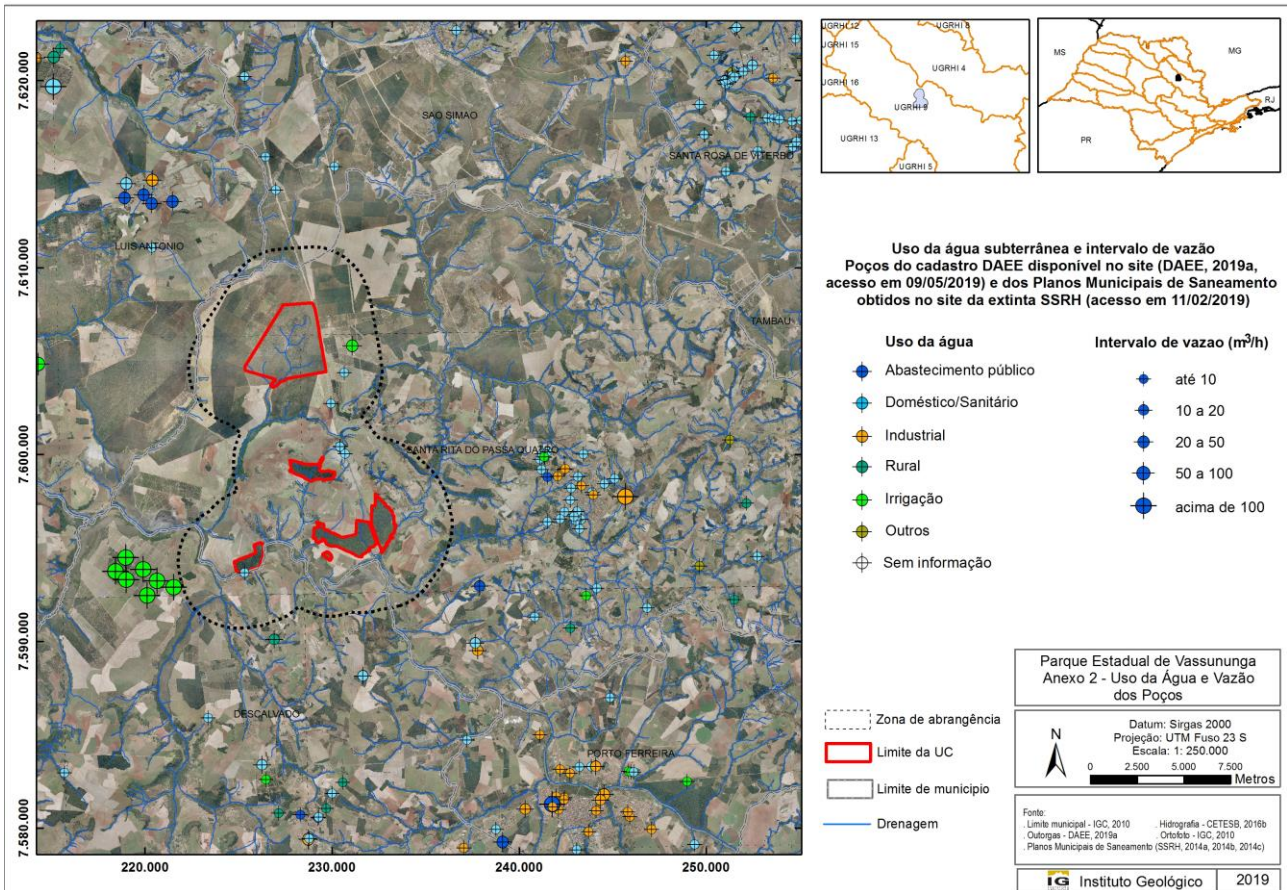 7.620.000
7.610.000
7.600.000
7.590.000
7.580.000
220.000
230.000
240.000
250.000
SAO SIMAO
SANTA ROSA DE VITERBO
LUIS ANTONIO
TAMBAU
SANTA RITA DO PASSA QUATRO
DESCALVADO
PORTO FERREIRA
UGRHI 12
UGRHI 8
UGRHI 15
UGRHI 4
UGRHI 16
UGRHI 9
UGRHI 13
UGRHI 5
MS
MG
RJ
PR
Uso da água subterrânea e intervalo de vazão
Poços do cadastro DAEE disponível no site (DAEE, 2019a,
acesso em 09/05/2019) e dos Planos Municipais de Saneamento
obtidos no site da extinta SSRH (acesso em 11/02/2019)
Uso da água
Abastecimento público
Doméstico/Sanitário
Industrial
Rural
Irrigação
Outros
Sem informação
Intervalo de vazao (m³/h)
até 10
10 a 20
20 a 50
50 a 100
acima de 100
Zona de abrangência
Limite da UC
Limite de municipio
Drenagem
Parque Estadual de Vassununga
Anexo 2 - Uso da Água e Vazão
dos Poços
N
Datum: Sirgas 2000
Projeção: UTM Fuso 23 S
Escala: 1: 250.000
0 2.500 5.000 7.500
Metros
Fonte:
. Limite municipal - IGC, 2010 . Hidrografia - CETESB, 2016b
. Outorgas - DAEE, 2019a . Ortofoto - IGC, 2010
. Planos Municipais de Saneamento (SSRH, 2014a, 2014b, 2014c)
IG Instituto Geológico 2019